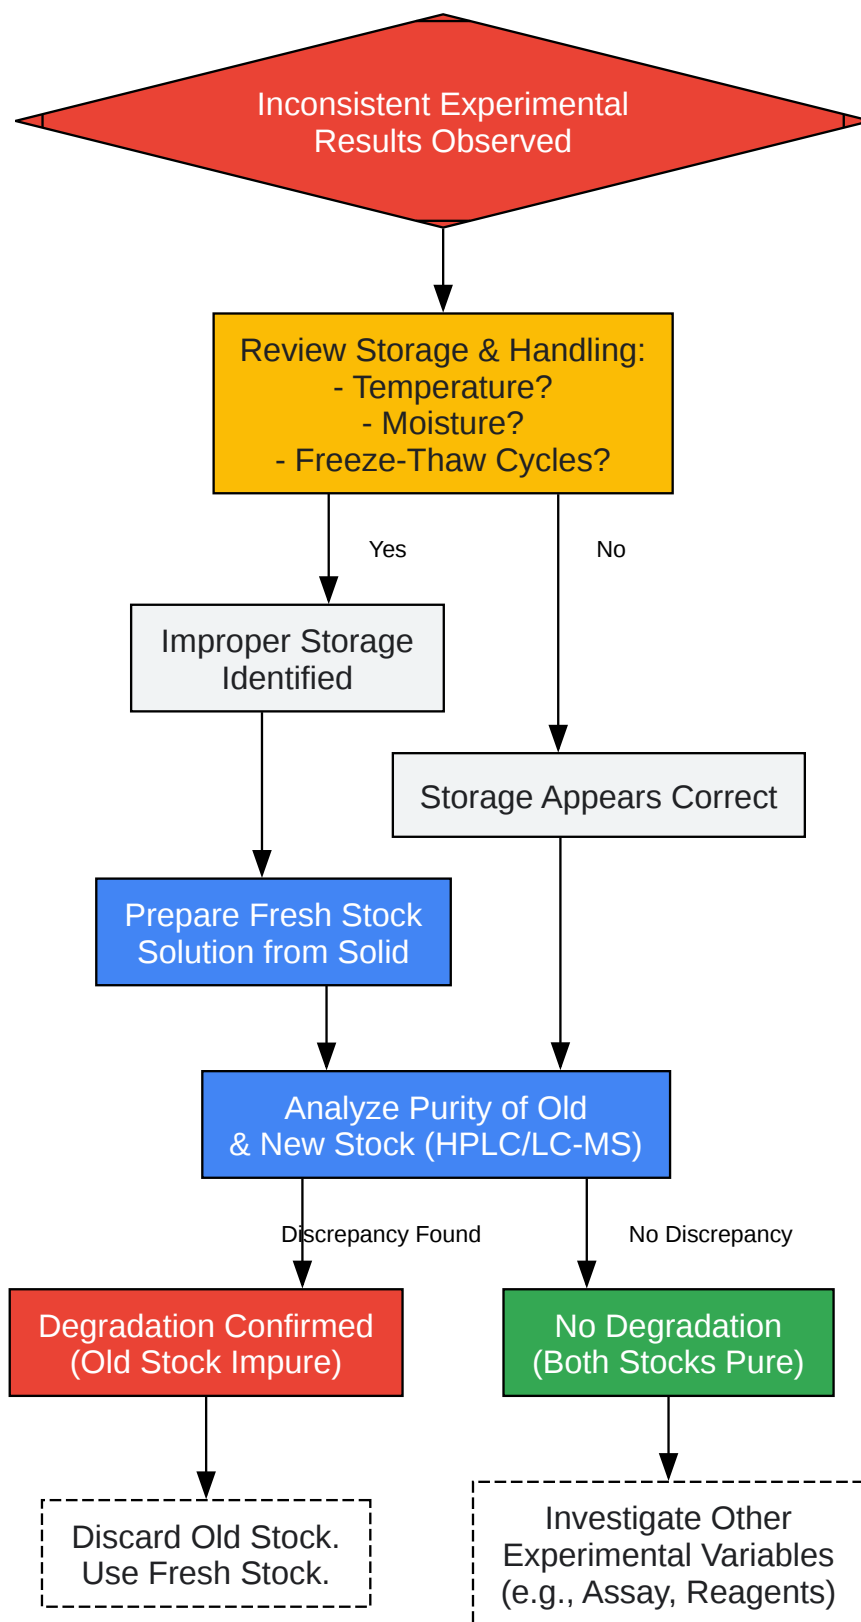 Inconsistent Experimental
Results Observed
Review Storage & Handling:
- Temperature?
- Moisture?
- Freeze-Thaw Cycles?
Yes
No
Improper Storage
Identified
Storage Appears Correct
Prepare Fresh Stock
Solution from Solid
Analyze Purity of Old
& New Stock (HPLC/LC-MS)
Discrepancy Found
No Discrepancy
Degradation Confirmed
(Old Stock Impure)
No Degradation
(Both Stocks Pure)
Discard Old Stock.
Use Fresh Stock.
Investigate Other
Experimental Variables
(e.g., Assay, Reagents)